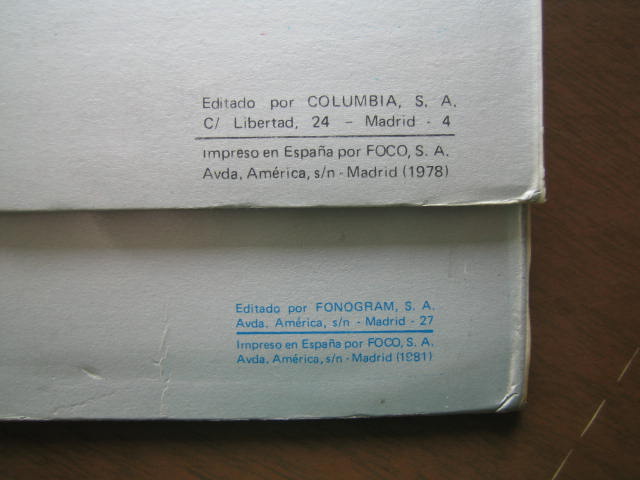 Editado por COLUMBIA, S. A.
C/ Libertad, 24 - Madrid - 4
Impreso en España por FOCO, S. A.
Avda. América, s/n - Madrid (1978)
Editado por FONOGRAM, S. A.
Avda. América, s/n - Madrid - 27
Impreso en España por FOCO, S. A.
Avda. América, s/n - Madrid (1981)